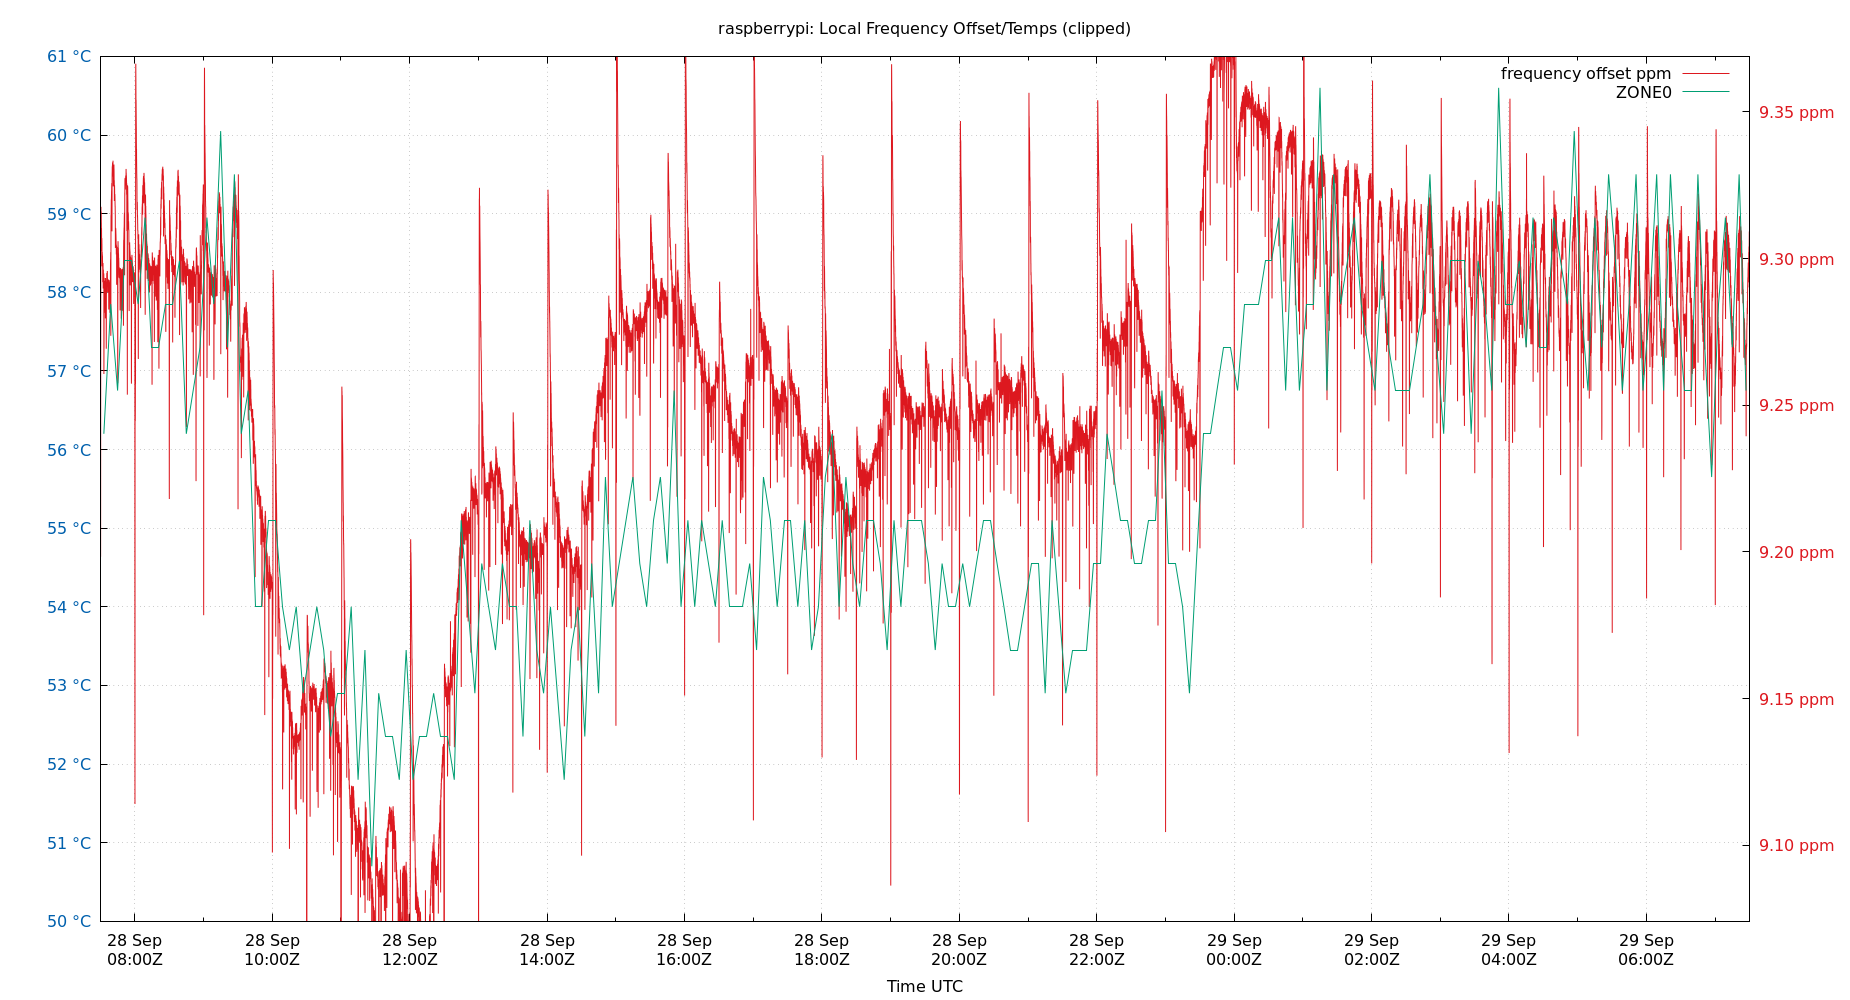 raspberrypi: Local Frequency Offset/Temps (clipped)
61 °C
60 °C
59 °C
58 °C
57 °C
56 °C
55 °C
54 °C
53 °C
52 °C
51 °C
50 °C
frequency offset ppm
ZONE0
9.35 ppm
9.30 ppm
9.25 ppm
9.20 ppm
9.15 ppm
9.10 ppm
28 Sep 28 Sep 28 Sep 28 Sep 28 Sep 28 Sep 28 Sep 28 Sep 29 Sep 29 Sep 29 Sep 29 Sep
08:00Z 10:00Z 12:00Z 14:00Z 16:00Z 18:00Z 20:00Z 22:00Z 00:00Z 02:00Z 04:00Z 06:00Z
Time UTC